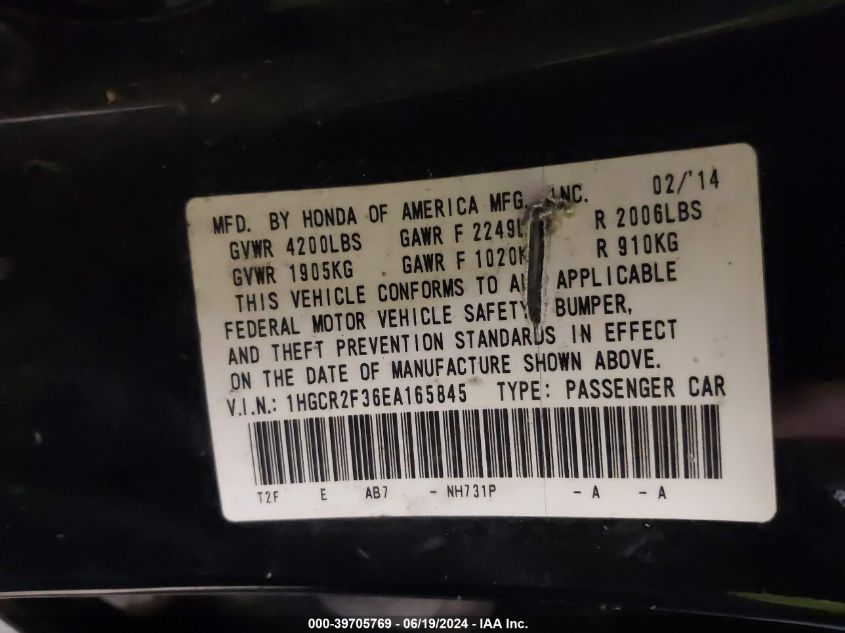 MFD. BY HONDA OF AMERICA MFG. INC. 02/'14
GVWR 4200LBS GAWR F 2249L R 2006LBS
GVWR 1905KG GAWR F 1020K R 910KG
THIS VEHICLE CONFORMS TO A APPLICABLE
FEDERAL MOTOR VEHICLE SAFETY BUMPER,
AND THEFT PREVENTION STANDARDS IN EFFECT
ON THE DATE OF MANUFACTURE SHOWN ABOVE.
V.I.N.: 1HGCR2F36EA165845 TYPE: PASSENGER CAR
T2F E AB7 - NH731P - A - A
000-39705769 - 06/19/2024 - IAA Inc.